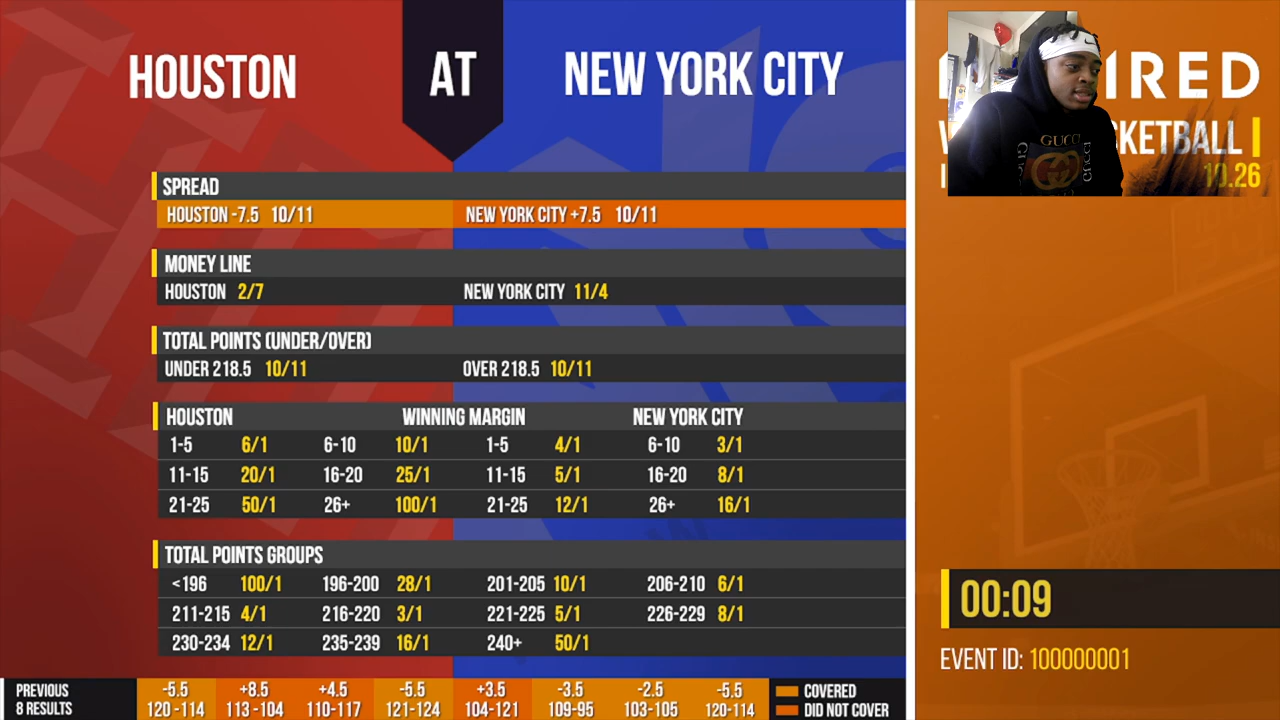 HOUSTON AT NEW YORK CITY
SPREAD
HOUSTON -7.5 10/11 NEW YORK CITY +7.5 10/11
MONEY LINE
HOUSTON 2/7 NEW YORK CITY 11/4
TOTAL POINTS (UNDER/OVER)
UNDER 218.5 10/11 OVER 218.5 10/11
HOUSTON WINNING MARGIN NEW YORK CITY
1-5 6/1 6-10 10/1 1-5 4/1 6-10 3/1
11-15 20/1 16-20 25/1 11-15 5/1 16-20 8/1
21-25 50/1 26+ 100/1 21-25 12/1 26+ 16/1
TOTAL POINTS GROUPS
<196 100/1 196-200 28/1 201-205 10/1 206-210 6/1
211-215 4/1 216-220 3/1 221-225 5/1 226-229 8/1
230-234 12/1 235-239 16/1 240+ 50/1
PREVIOUS
8 RESULTS
-5.5 +8.5 +4.5 -5.5 +3.5 -3.5 -2.5 -5.5
120 -114 113 -104 110-117 121-124 104-121 109-95 103-105 120-114
COVERED
DID NOT COVER
10.26
GUCCI
00:09
EVENT ID: 100000001